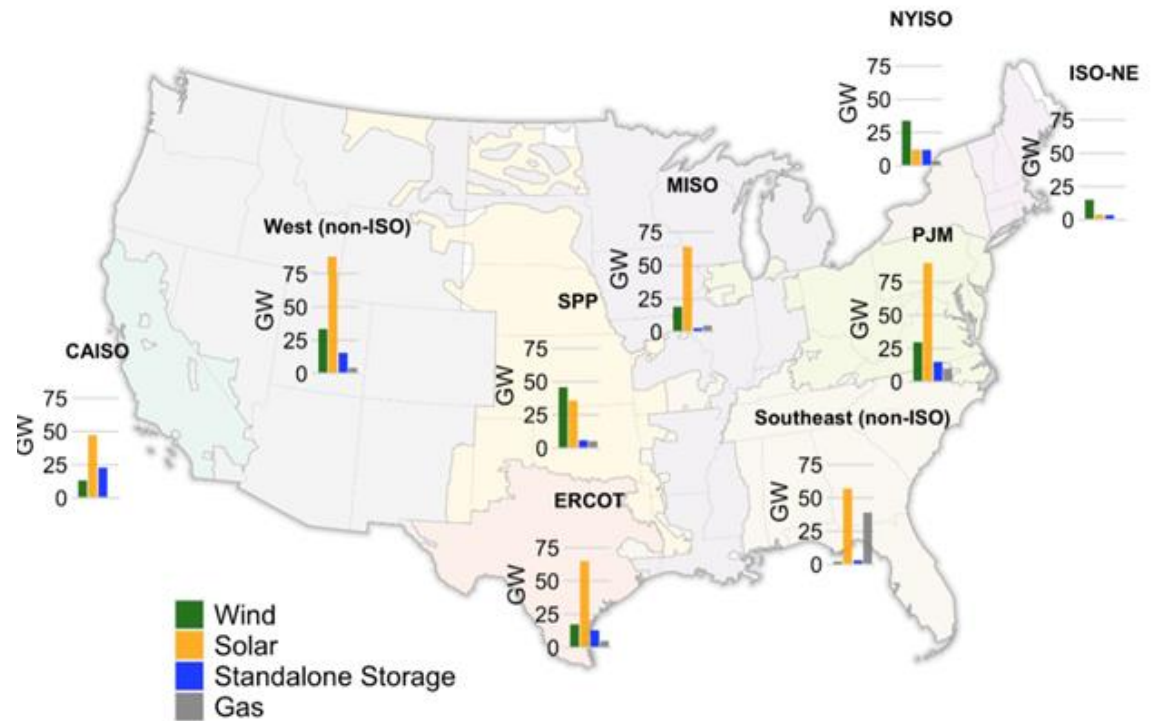 NYISO
75
50
25
0
GW
ISO-NE
75
50
25
0
GW
MISO
75
50
25
0
GW
West (non-ISO)
75
50
25
0
GW
PJM
75
50
25
0
GW
SPP
75
50
25
0
GW
CAISO
75
50
25
0
GW
Southeast (non-ISO)
75
50
25
0
GW
ERCOT
75
50
25
0
GW
Wind
Solar
Standalone Storage
Gas